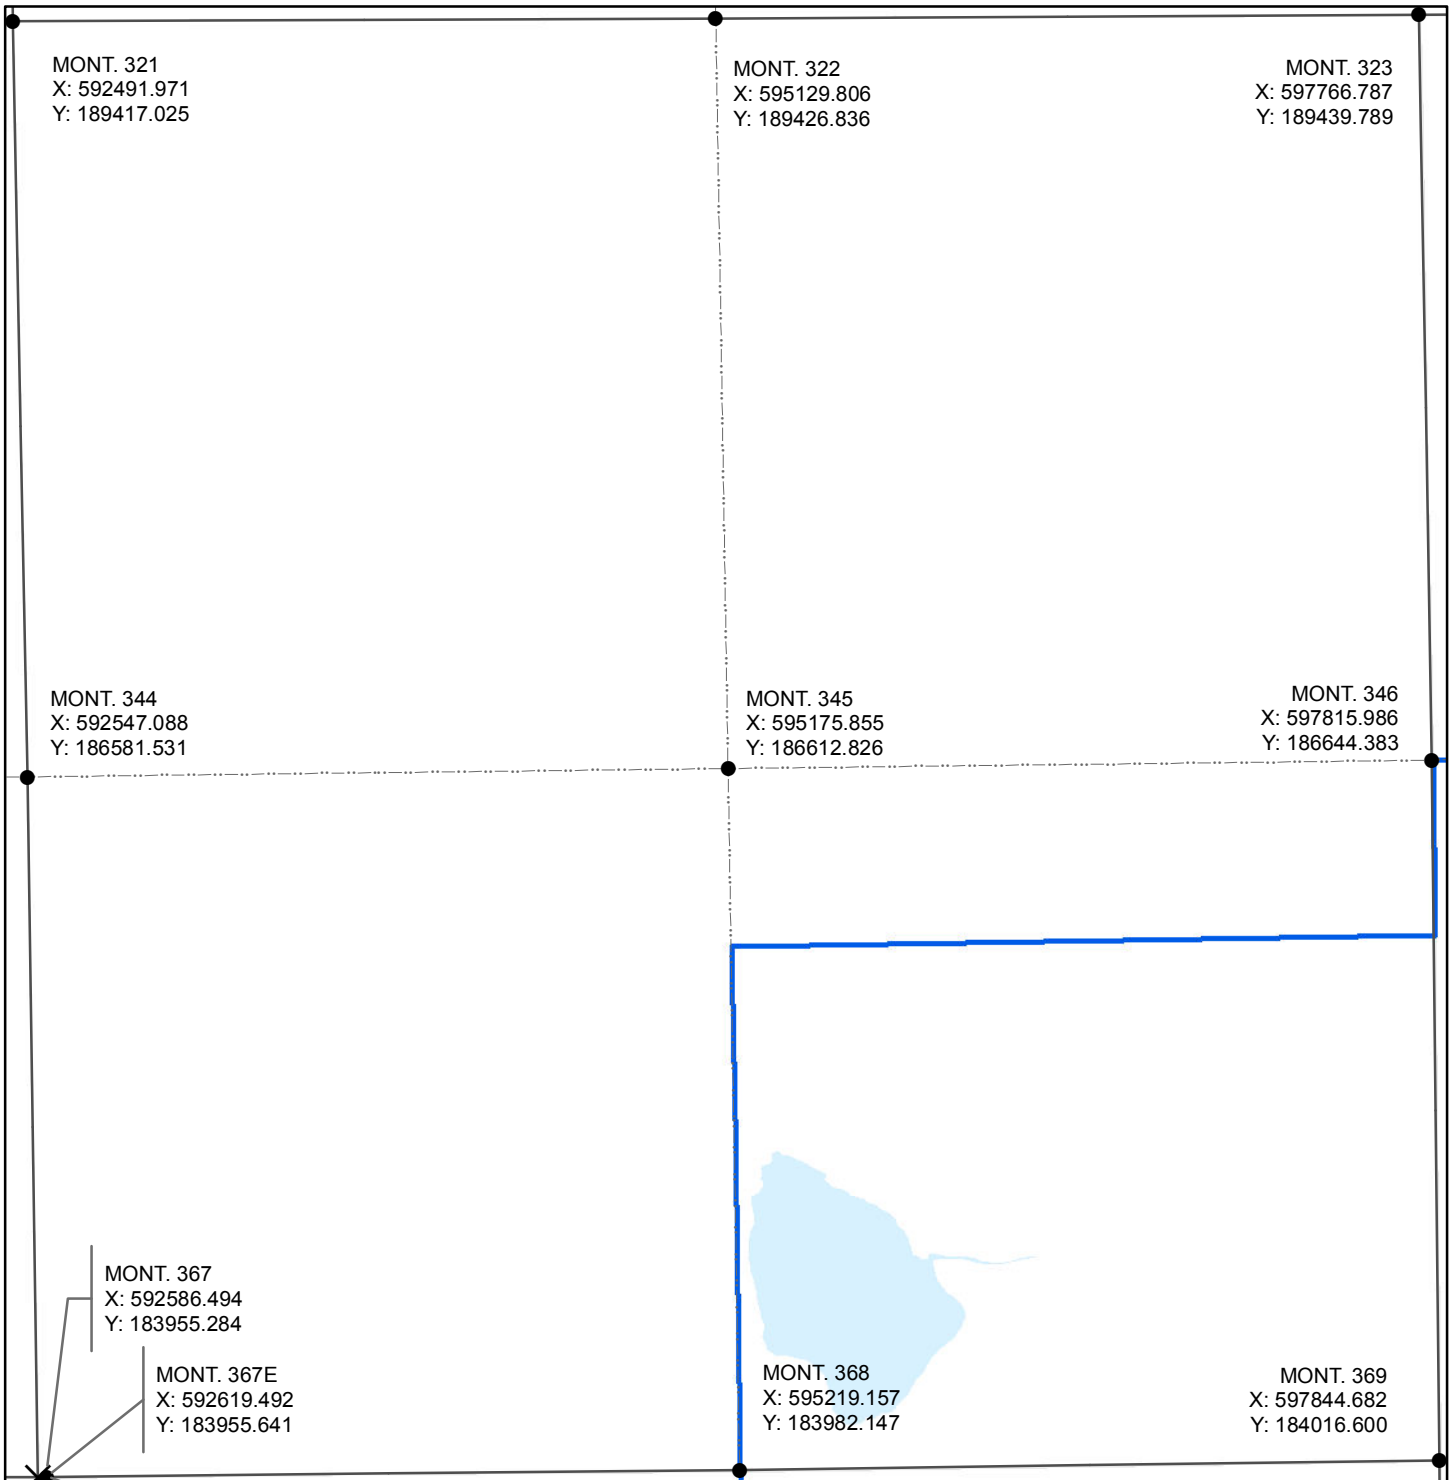 MONT. 321
X: 592491.971
Y: 189417.025
MONT. 322
X: 595129.806
Y: 189426.836
MONT. 323
X: 597766.787
Y: 189439.789
MONT. 344
X: 592547.088
Y: 186581.531
MONT. 345
X: 595175.855
Y: 186612.826
MONT. 346
X: 597815.986
Y: 186644.383
MONT. 367
X: 592586.494
Y: 183955.284
MONT. 367E
X: 592619.492
Y: 183955.641
MONT. 368
X: 595219.157
Y: 183982.147
MONT. 369
X: 597844.682
Y: 184016.600